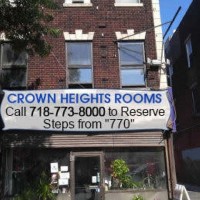 CROWN HEIGHTS ROOMS
Call 718-773-8000 to Reserve
Steps from "770"